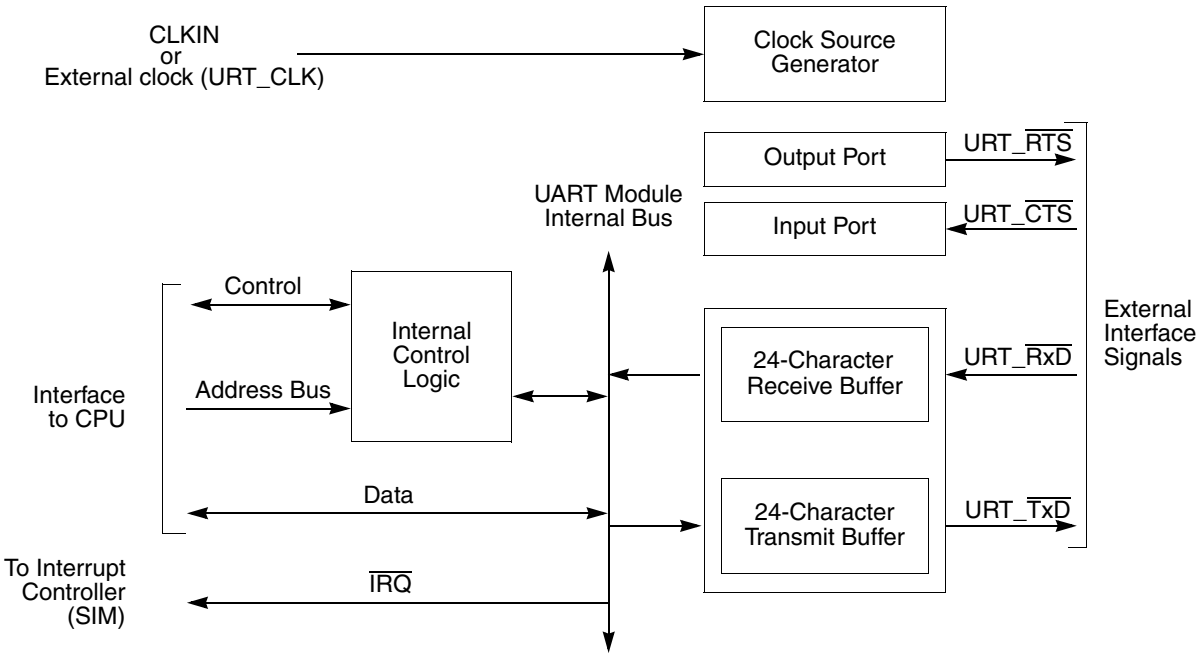 CLKIN
or
External clock (URT_CLK)
Clock Source
Generator
Output Port
URT_RTS
UART Module
Internal Bus
Input Port
URT_CTS
Control
Internal
Control
Logic
External
Interface
Signals
24-Character
Receive Buffer
URT_RxD
Interface
to CPU
Address Bus
Data
24-Character
Transmit Buffer
URT_TxD
To Interrupt
Controller
(SIM)
IRQ